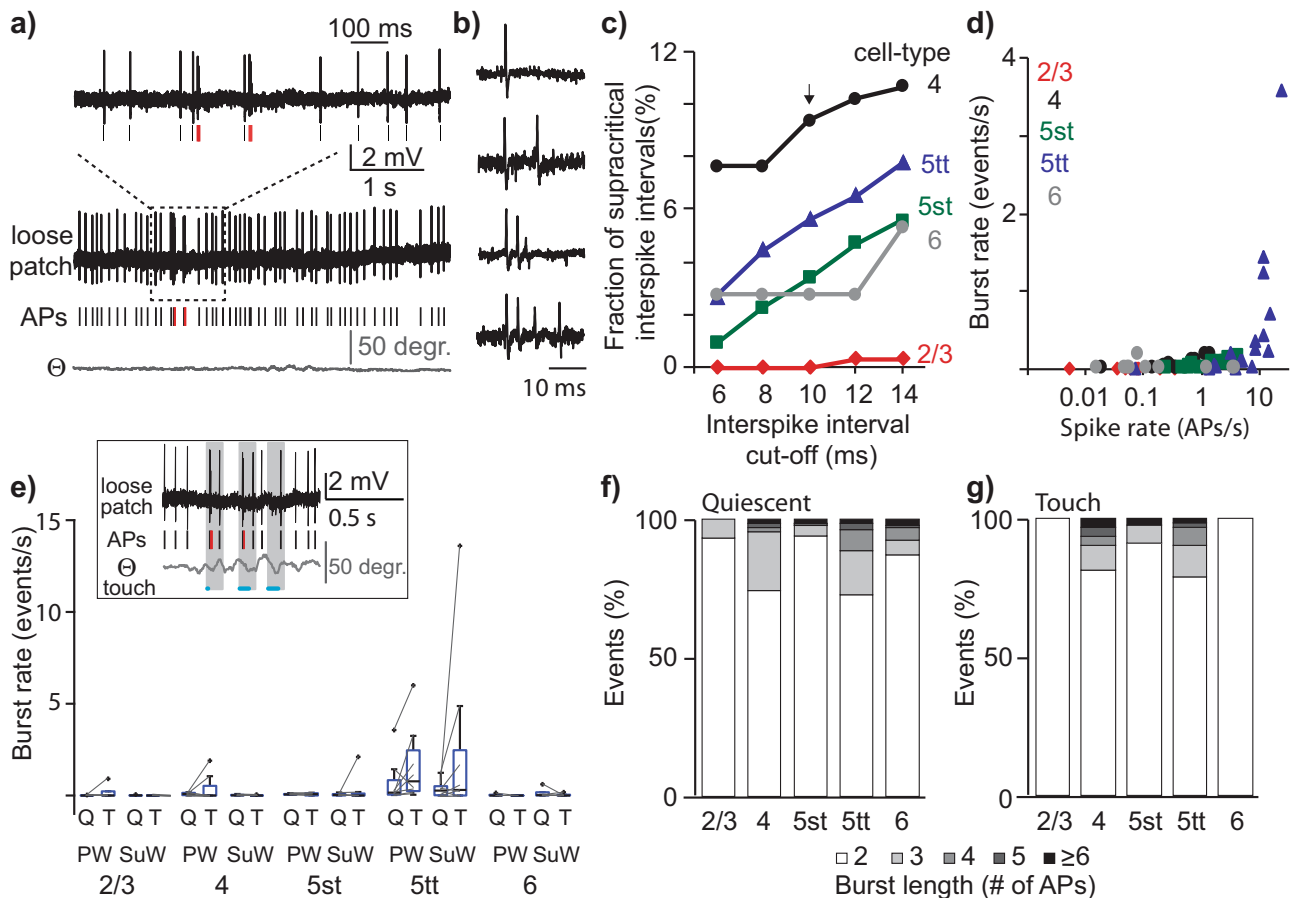 a)
100 ms
2 mV
1 s
loose
patch
APs
Θ
50 degr.
b)
10 ms
c)
Fraction of supracritical
interspike intervals(%)
12
6
0
cell-type
4
5tt
5st
6
2/3
6 8 10 12 14
Interspike interval
cut-off (ms)
d)
Burst rate (events/s)
4
2
0
2/3
4
5st
5tt
6
0.01 0.1 1 10
Spike rate (APs/s)
e)
loose
patch
APs
Θ
touch
2 mV
0.5 s
50 degr.
Burst rate (events/s)
15
10
5
Q T Q T Q T Q T Q T Q T Q T Q T Q T Q T
PW SuW PW SuW PW SuW PW SuW PW SuW
2/3 4 5st 5tt 6
f)
Quiescent
Events (%)
100
50
0
2/3 4 5st 5tt 6
g)
Touch
Events (%)
100
50
0
2/3 4 5st 5tt 6
2 3 4 5 ≥6
Burst length (# of APs)